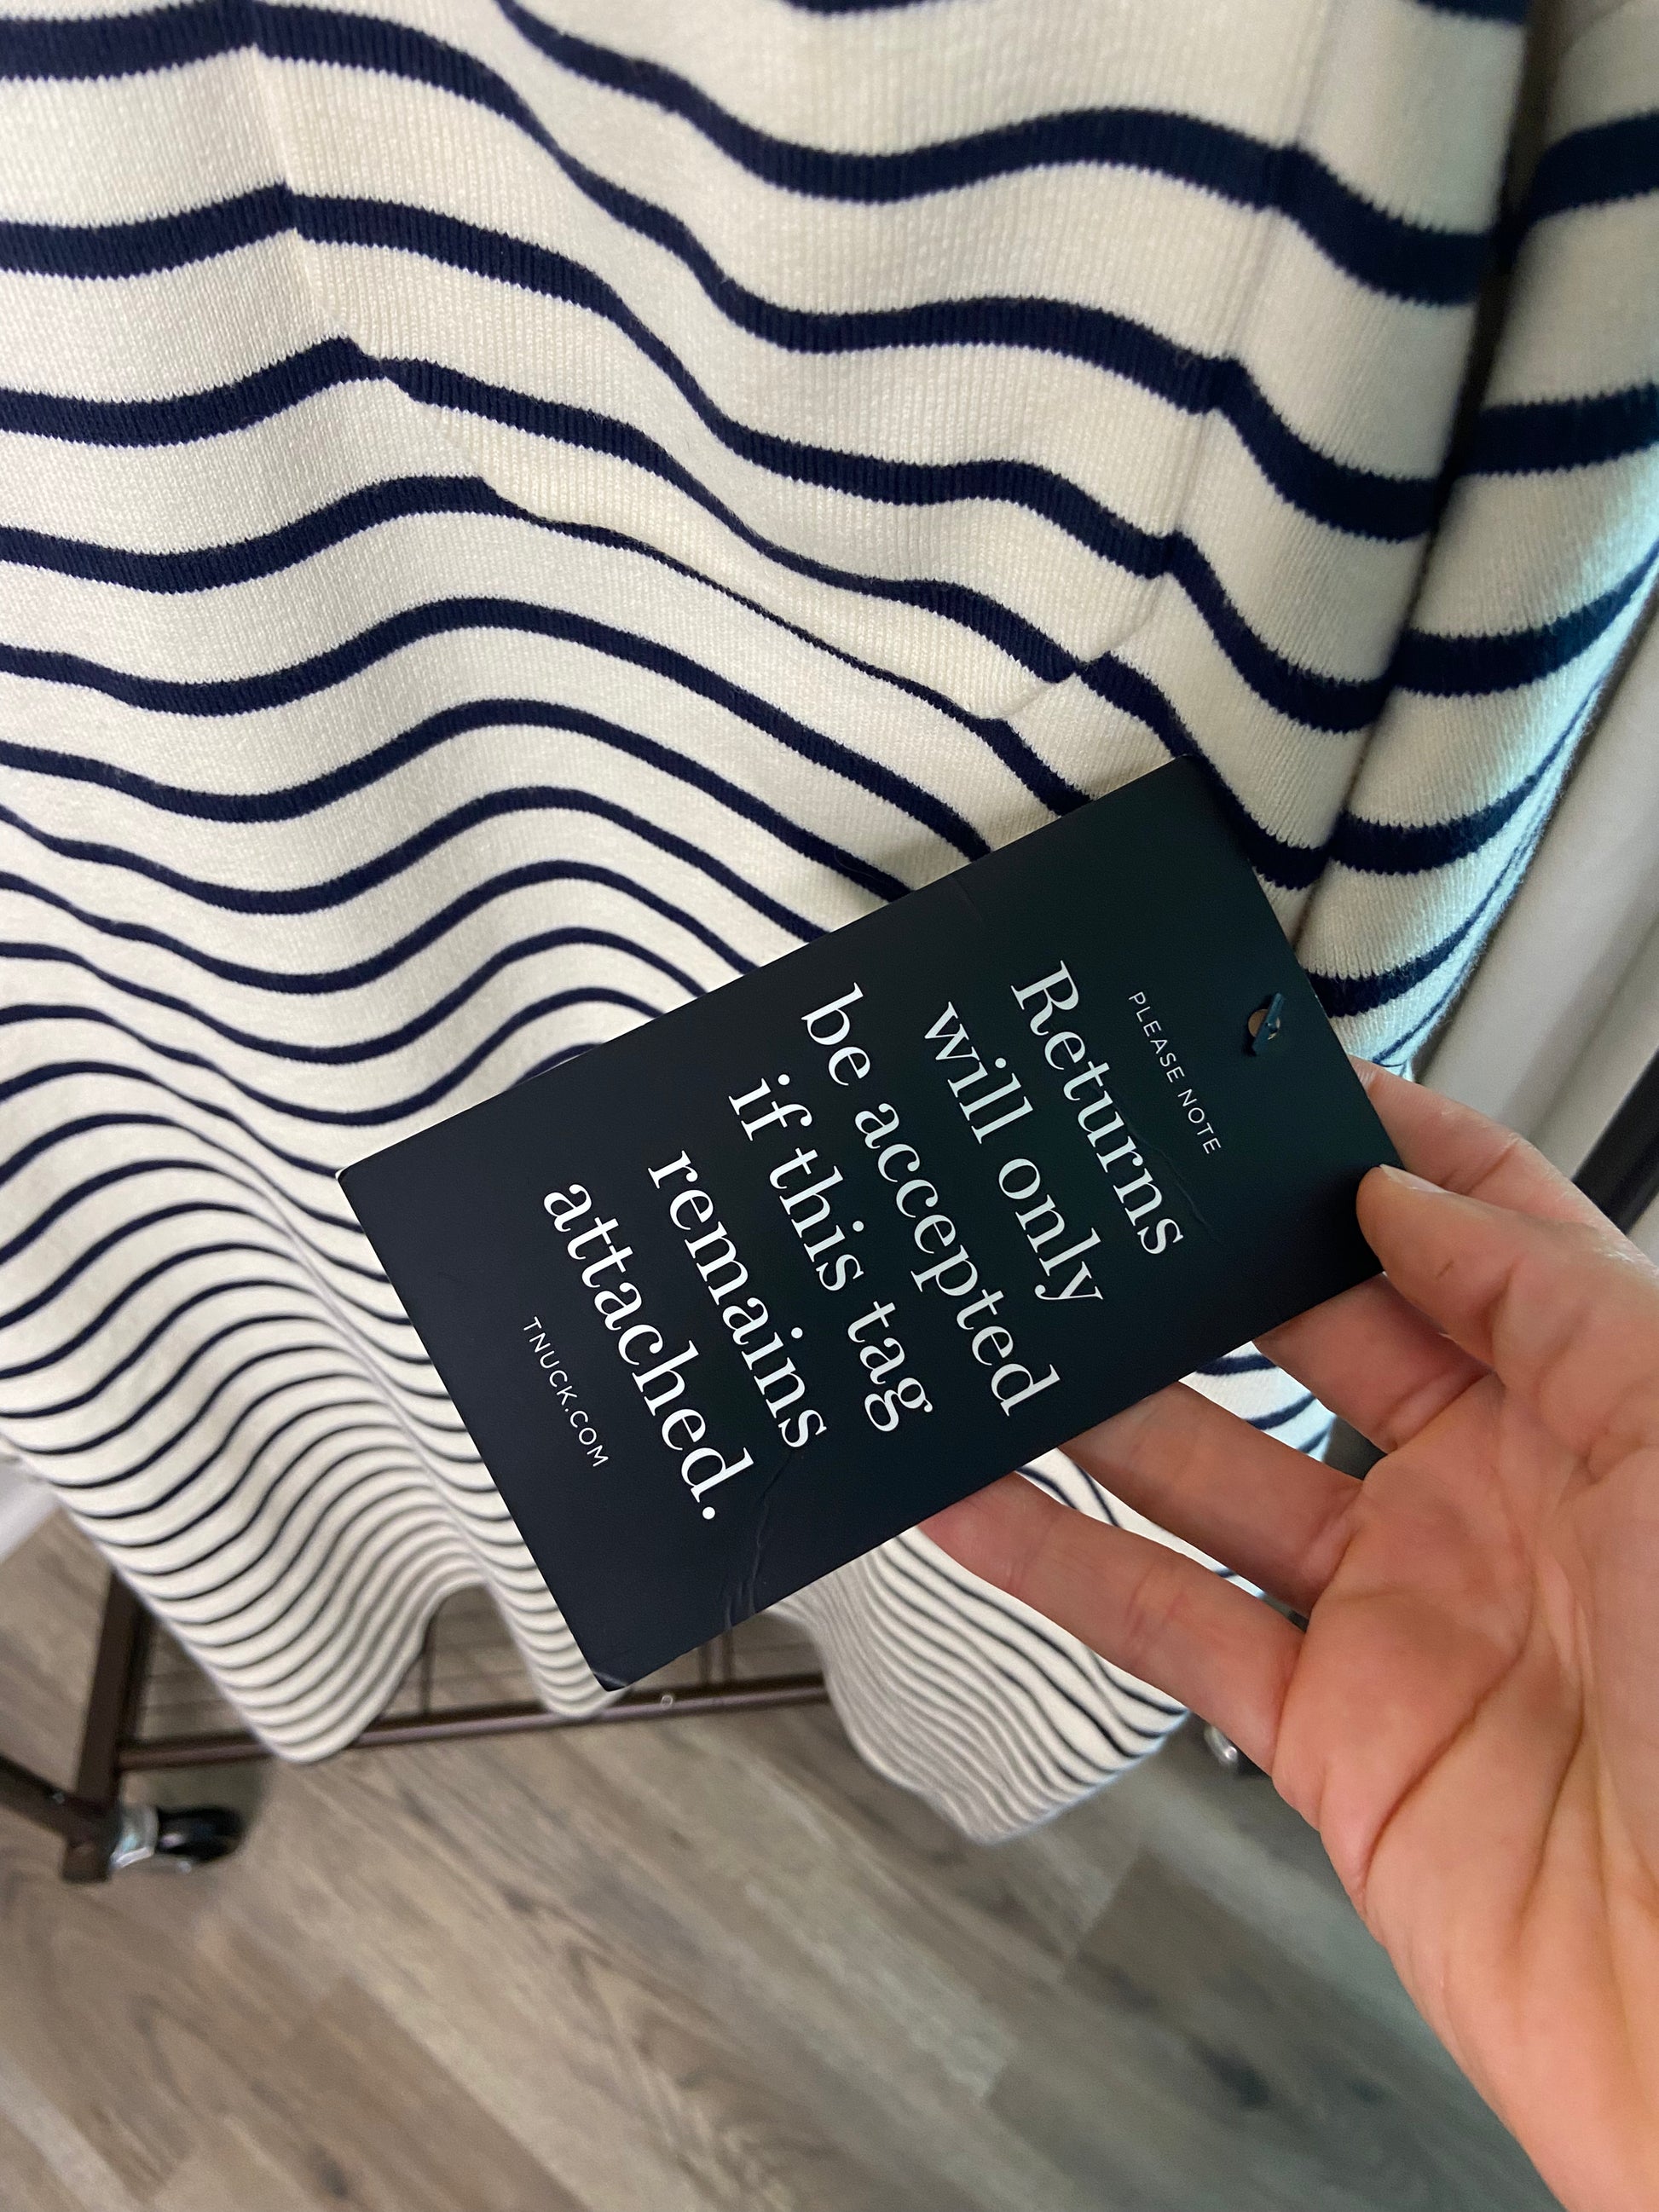 PLEASE NOTE
Returns
will only
be accepted
if this tag
remains
attached.
TNUCK.COM